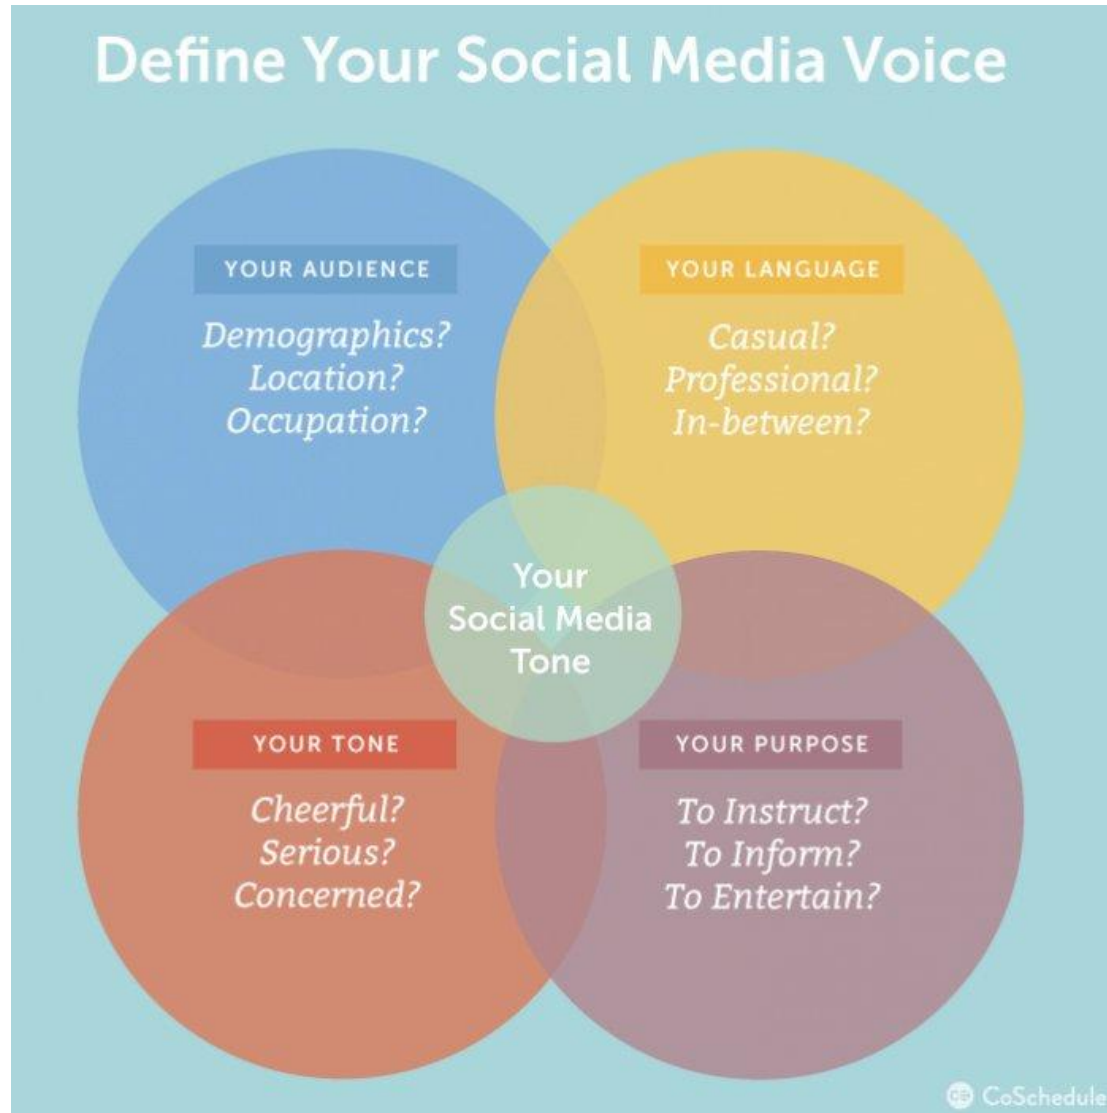 Define Your Social Media Voice
YOUR AUDIENCE
Demographics?
Location?
Occupation?
YOUR LANGUAGE
Casual?
Professional?
In-between?
Your
Social Media
Tone
YOUR TONE
Cheerful?
Serious?
Concerned?
YOUR PURPOSE
To Instruct?
To Inform?
To Entertain?
CoSchedule